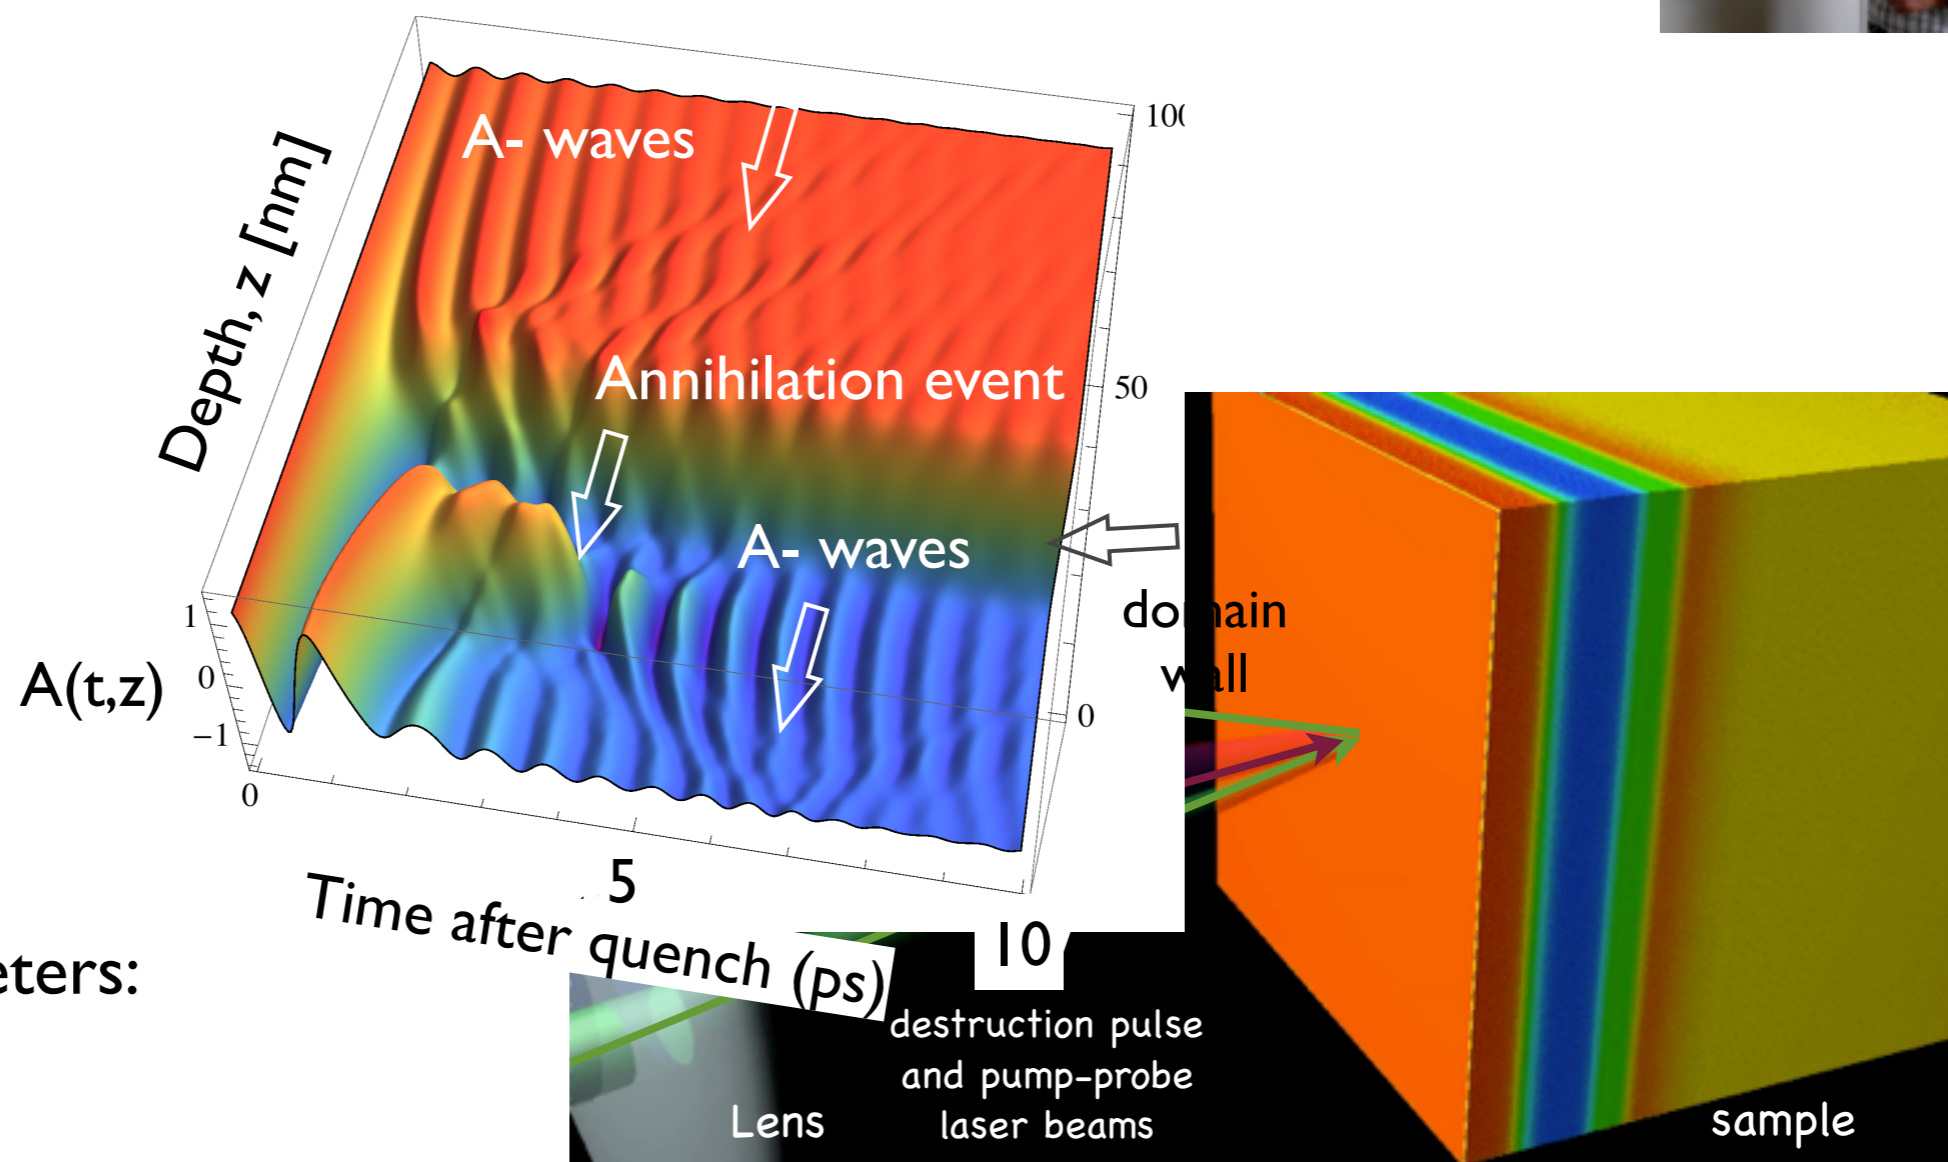 A- waves
100
Depth, z [nm]
Annihilation event
50
A- waves
domain
wall
1
0
−1
A(t,z)
0
0
5
10
Time after quench (ps)
eters:
destruction pulse
and pump-probe
laser beams
Lens
sample